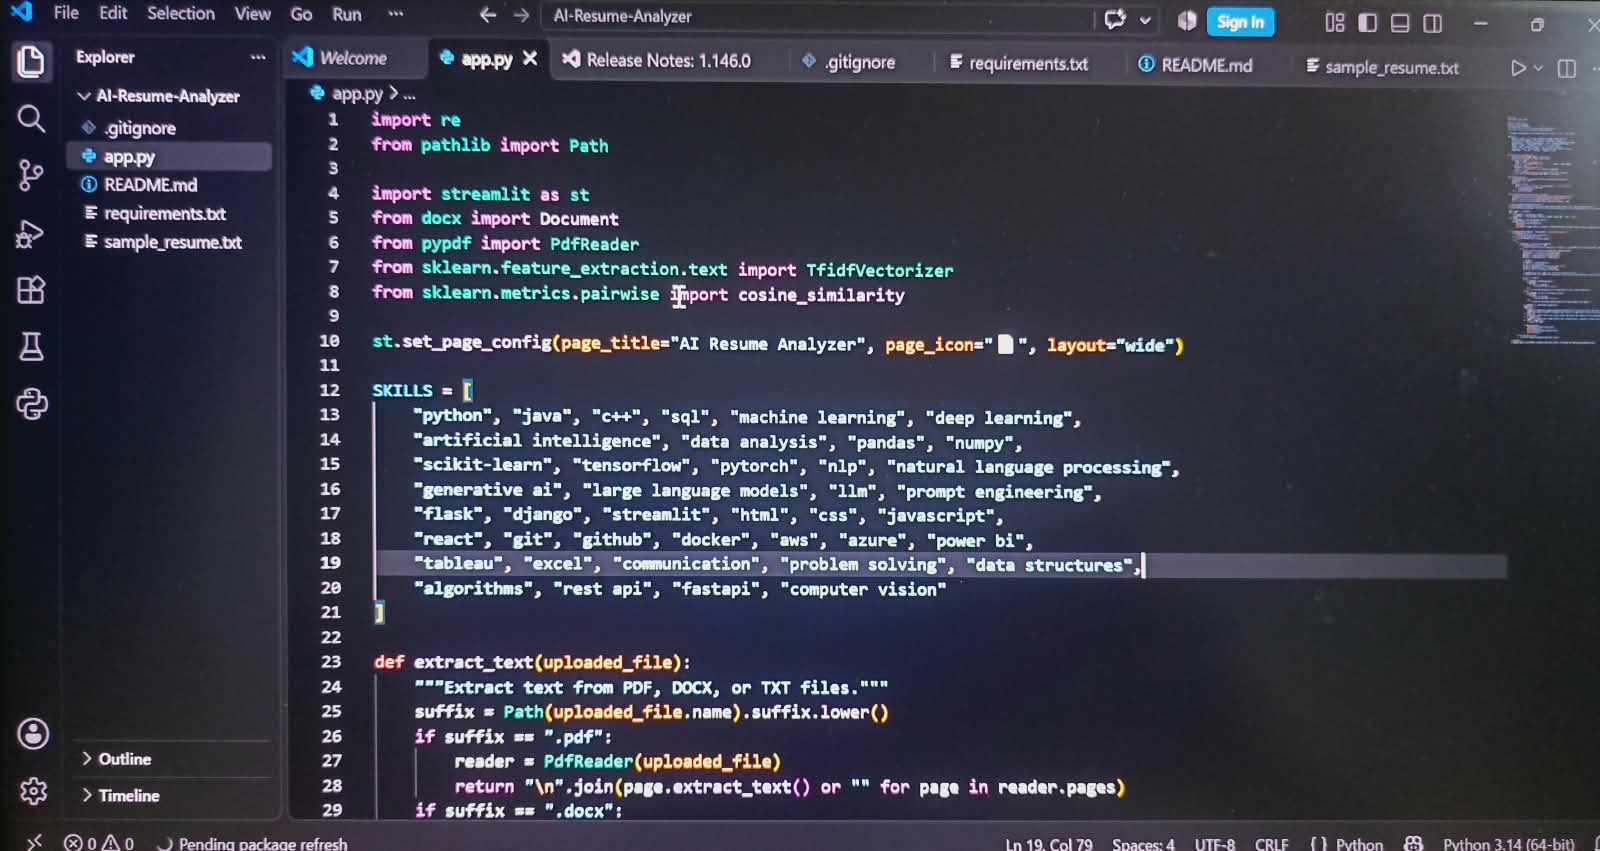 File Edit Selection View Go Run ... AI-Resume-Analyzer Sign In
Explorer ...
Welcome app.py Release Notes: 1.146.0 .gitignore requirements.txt README.md sample_resume.txt
AI-Resume-Analyzer
.gitignore
app.py
README.md
requirements.txt
sample_resume.txt
Outline
Timeline
app.py > ...
1 import re
2 from pathlib import Path
3
4 import streamlit as st
5 from docx import Document
6 from pypdf import PdfReader
7 from sklearn.feature_extraction.text import TfidfVectorizer
8 from sklearn.metrics.pairwise import cosine_similarity
9
10 st.set_page_config(page_title="AI Resume Analyzer", page_icon="📄", layout="wide")
11
12 SKILLS = [
13 "python", "java", "c++", "sql", "machine learning", "deep learning",
14 "artificial intelligence", "data analysis", "pandas", "numpy",
15 "scikit-learn", "tensorflow", "pytorch", "nlp", "natural language processing",
16 "generative ai", "large language models", "llm", "prompt engineering",
17 "flask", "django", "streamlit", "html", "css", "javascript",
18 "react", "git", "github", "docker", "aws", "azure", "power bi",
19 "tableau", "excel", "communication", "problem solving", "data structures",
20 "algorithms", "rest api", "fastapi", "computer vision"
21 ]
22
23 def extract_text(uploaded_file):
24 """Extract text from PDF, DOCX, or TXT files."""
25 suffix = Path(uploaded_file.name).suffix.lower()
26 if suffix == ".pdf":
27 reader = PdfReader(uploaded_file)
28 return "\n".join(page.extract_text() or "" for page in reader.pages)
29 if suffix == ".docx":
0 0 Pending package refresh Ln 19, Col 79 Spaces: 4 UTF-8 CRLF {} Python Python 3.14 (64-bit)